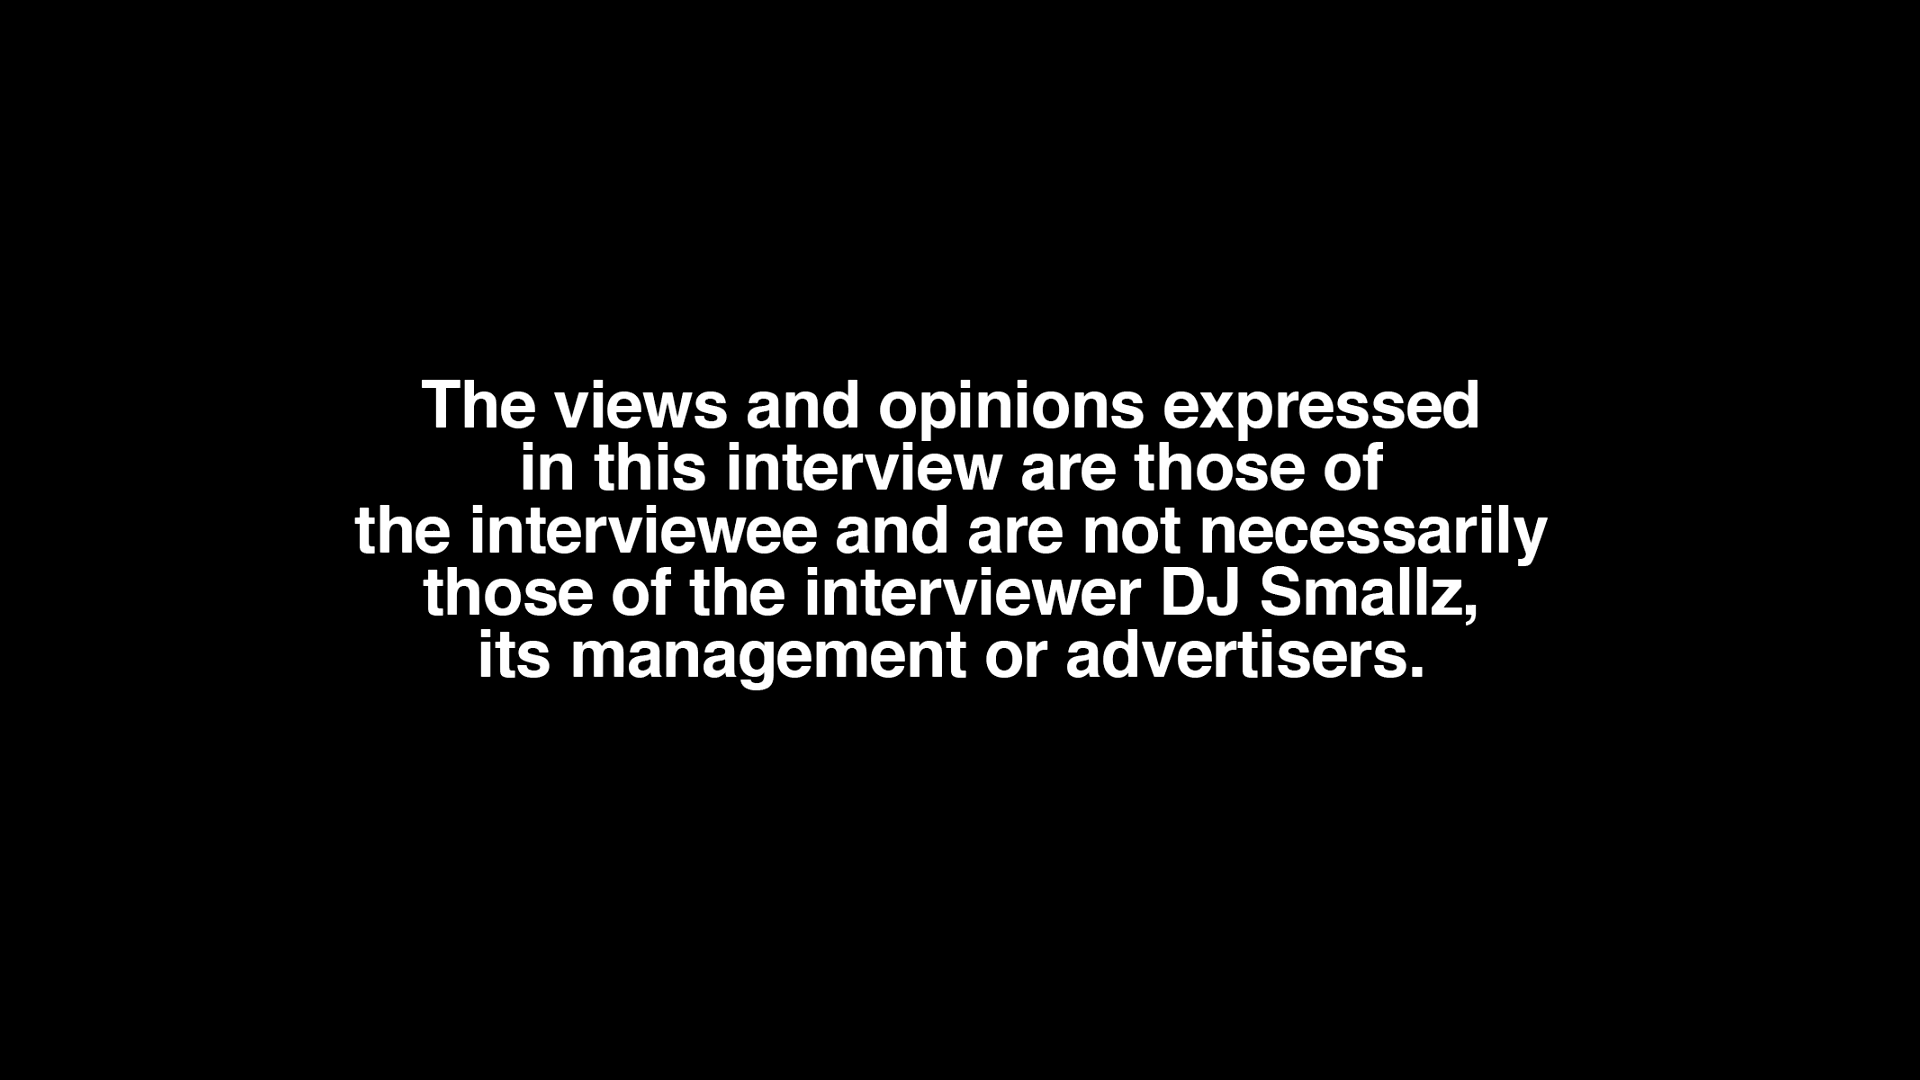 The views and opinions expressed
in this interview are those of
the interviewee and are not necessarily
those of the interviewer DJ Smallz,
its management or advertisers.